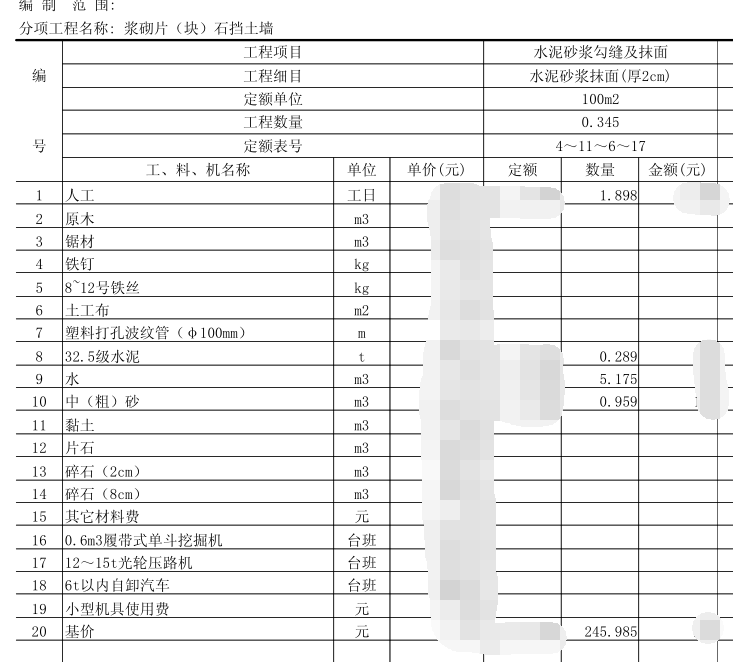 编 制 范 围:
分项工程名称: 浆砌片（块）石挡土墙
编 号
工程项目 水泥砂浆勾缝及抹面
工程细目 水泥砂浆抹面(厚2cm)
定额单位 100m2
工程数量 0.345
定额表号 4～11～6～17
工、料、机名称 单位 单价(元) 定额 数量 金额(元)
1 人工 工日 1.898
2 原木 m3
3 锯材 m3
4 铁钉 kg
5 8~12号铁丝 kg
6 土工布 m2
7 塑料打孔波纹管（φ100mm） m
8 32.5级水泥 t 0.289
9 水 m3 5.175
10 中（粗）砂 m3 0.959
11 黏土 m3
12 片石 m3
13 碎石（2cm） m3
14 碎石（8cm） m3
15 其它材料费 元
16 0.6m3履带式单斗挖掘机 台班
17 12～15t光轮压路机 台班
18 6t以内自卸汽车 台班
19 小型机具使用费 元
20 基价 元 245.985